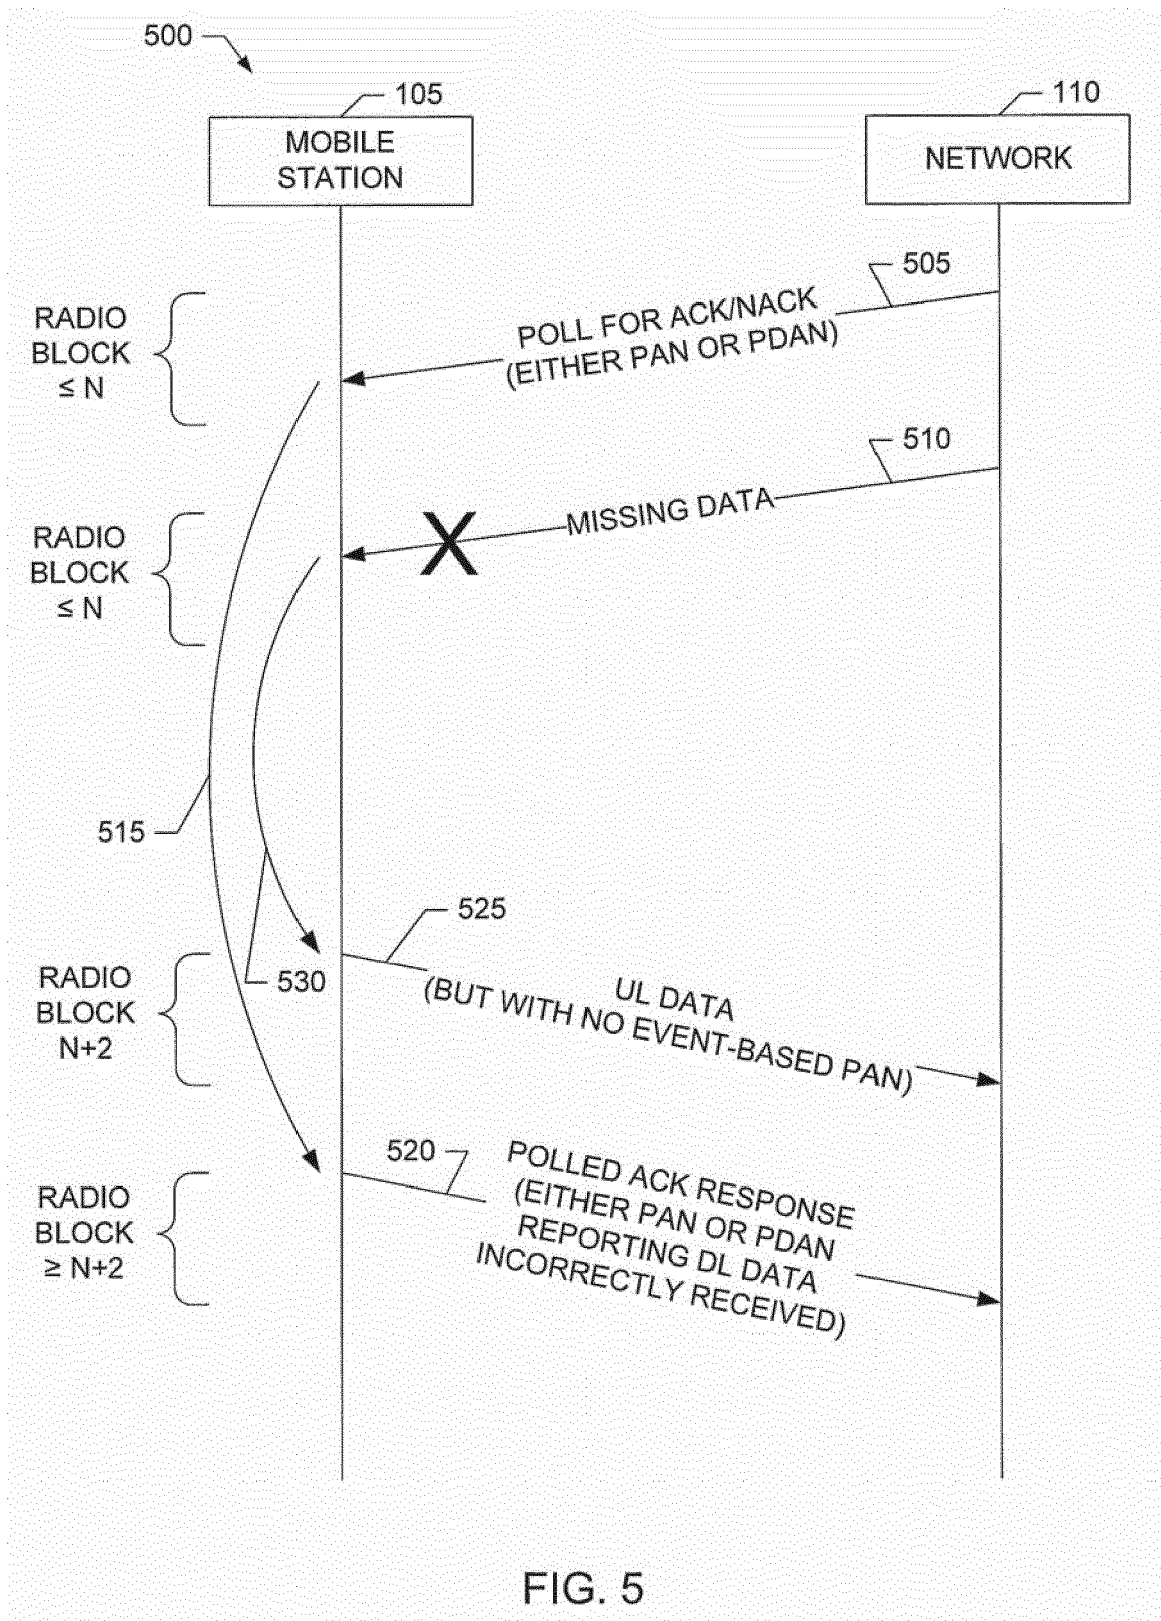 500
105
110
MOBILE
STATION
NETWORK
505
RADIO
BLOCK
≤ N
POLL FOR ACK/NACK
(EITHER PAN OR PDAN)
510
RADIO
BLOCK
≤ N
MISSING DATA
X
515
525
530
RADIO
BLOCK
N+2
UL DATA
(BUT WITH NO EVENT-BASED PAN)
520
RADIO
BLOCK
≥ N+2
POLLED ACK RESPONSE
(EITHER PAN OR PDAN
REPORTING DL DATA
INCORRECTLY RECEIVED)
FIG. 5